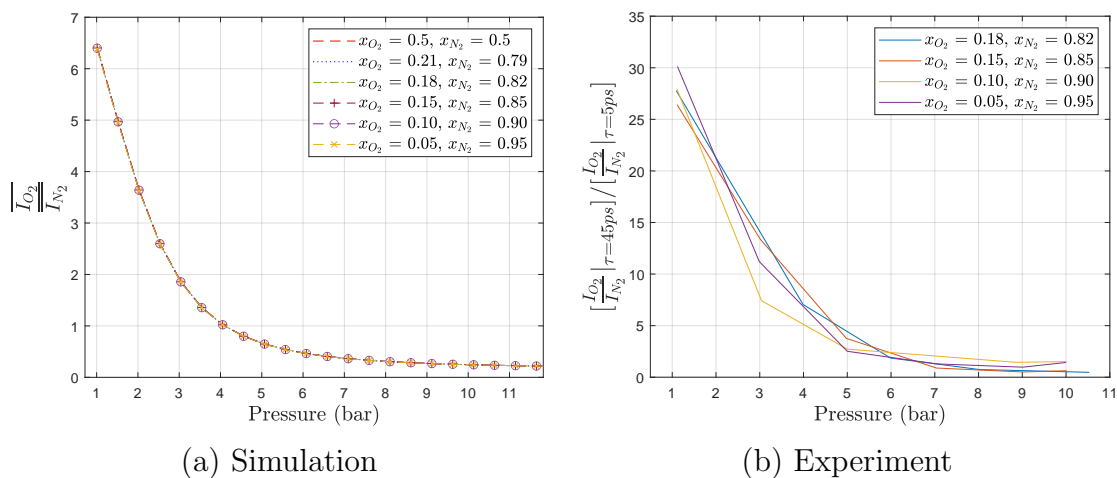 7
6
5
4
3
2
1
0
1 2 3 4 5 6 7 8 9 10 11
Pressure (bar)
I_{O_2}
I_{N_2}
x_{O_2} = 0.5, x_{N_2} = 0.5
x_{O_2} = 0.21, x_{N_2} = 0.79
x_{O_2} = 0.18, x_{N_2} = 0.82
x_{O_2} = 0.15, x_{N_2} = 0.85
x_{O_2} = 0.10, x_{N_2} = 0.90
x_{O_2} = 0.05, x_{N_2} = 0.95
(a) Simulation
35
30
25
20
15
10
5
0
1 2 3 4 5 6 7 8 9 10 11
Pressure (bar)
[\frac{I_{O_2}}{I_{N_2}}|τ=45ps]/[\frac{I_{O_2}}{I_{N_2}}|τ=5ps]
x_{O_2} = 0.18, x_{N_2} = 0.82
x_{O_2} = 0.15, x_{N_2} = 0.85
x_{O_2} = 0.10, x_{N_2} = 0.90
x_{O_2} = 0.05, x_{N_2} = 0.95
(b) Experiment